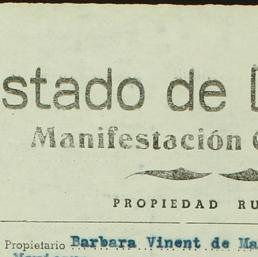 stado de
Manifestación
PROPIEDAD RU
Propietario Barbara Vinent de Ma